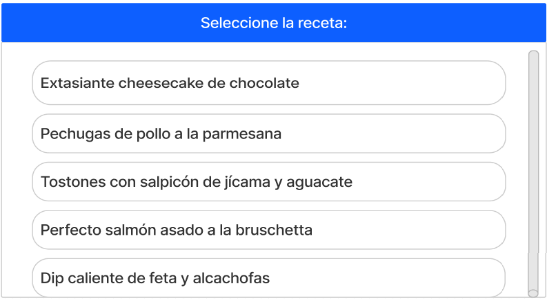 Seleccione la receta:
Extasiante cheesecake de chocolate
Pechugas de pollo a la parmesana
Tostones con salpicón de jícama y aguacate
Perfecto salmón asado a la bruschetta
Dip caliente de feta y alcachofas